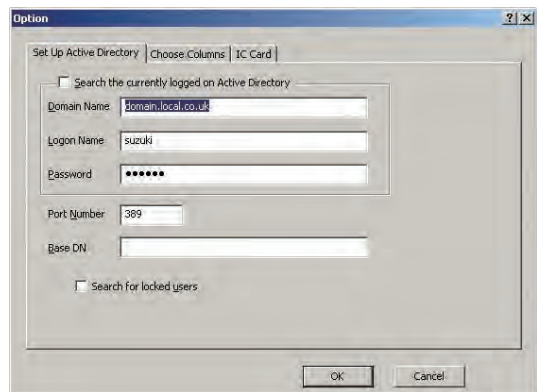 Option
Set Up Active Directory
Choose Columns
IC Card
Search the currently logged on Active Directory
Domain Name
domain.local.co.uk
Logon Name
suzuki
Password
••••••
Port Number
389
Base DN
Search for locked users
OK
Cancel